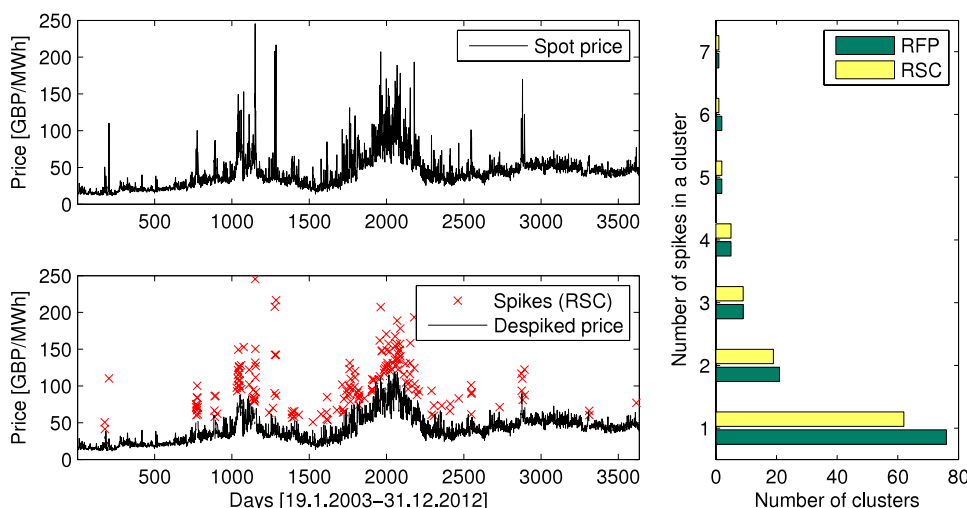 250
200
150
100
50
0
Price [GBP/MWh]
Spot price
500 1000 1500 2000 2500 3000 3500
250
200
150
100
50
0
Price [GBP/MWh]
Spikes (RSC)
Despiked price
500 1000 1500 2000 2500 3000 3500
Days [19.1.2003−31.12.2012]
RFP
RSC
7
6
5
4
3
2
1
Number of spikes in a cluster
0 20 40 60 80
Number of clusters